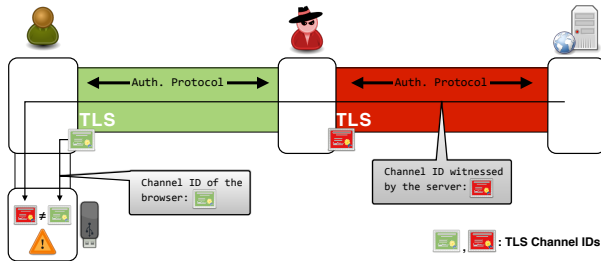 Auth. Protocol
Auth. Protocol
TLS
TLS
Channel ID of the
browser:
Channel ID witnessed
by the server:
≠
, : TLS Channel IDs